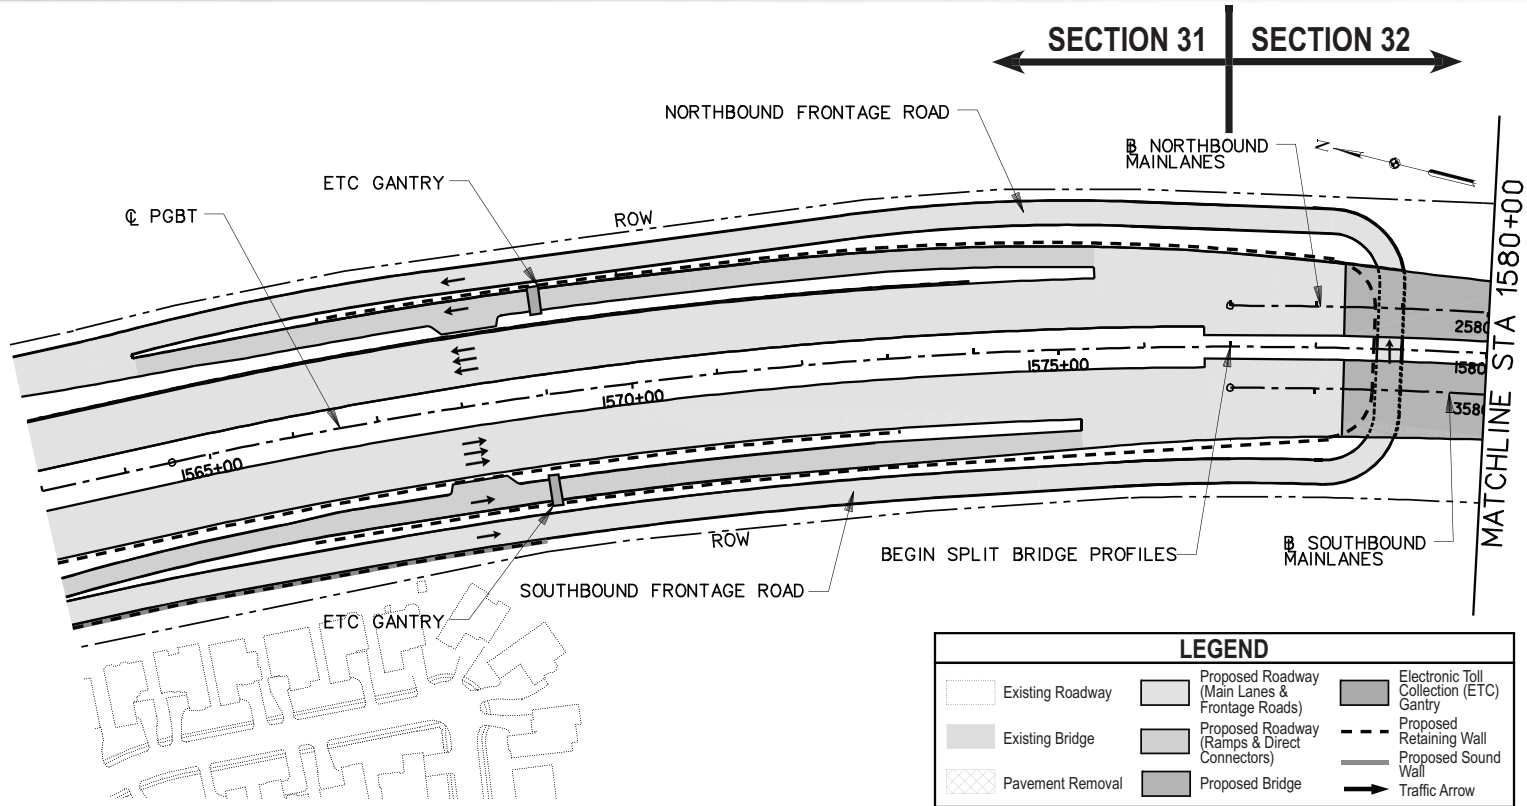 SECTION 31
SECTION 32
NORTHBOUND FRONTAGE ROAD
BL NORTHBOUND
MAINLANES
N
ETC GANTRY
CL PGBT
ROW
MATCHLINE STA 1580+00
2580
1575+00
1580
1570+00
3580
1565+00
ROW
BEGIN SPLIT BRIDGE PROFILES
BL SOUTHBOUND
MAINLANES
SOUTHBOUND FRONTAGE ROAD
ETC GANTRY
LEGEND
Existing Roadway
Existing Bridge
Pavement Removal
Proposed Roadway
(Main Lanes &
Frontage Roads)
Proposed Roadway
(Ramps & Direct
Connectors)
Proposed Bridge
Electronic Toll
Collection (ETC)
Gantry
Proposed
Retaining Wall
Proposed Sound
Wall
Traffic Arrow